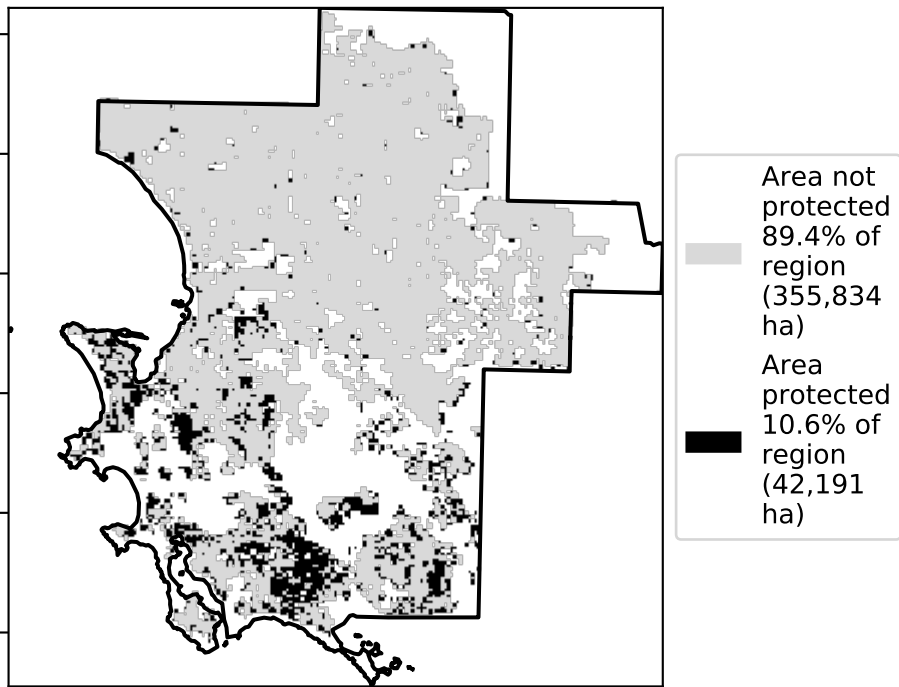 Area not
protected
89.4% of
region
(355,834
ha)
Area
protected
10.6% of
region
(42,191
ha)